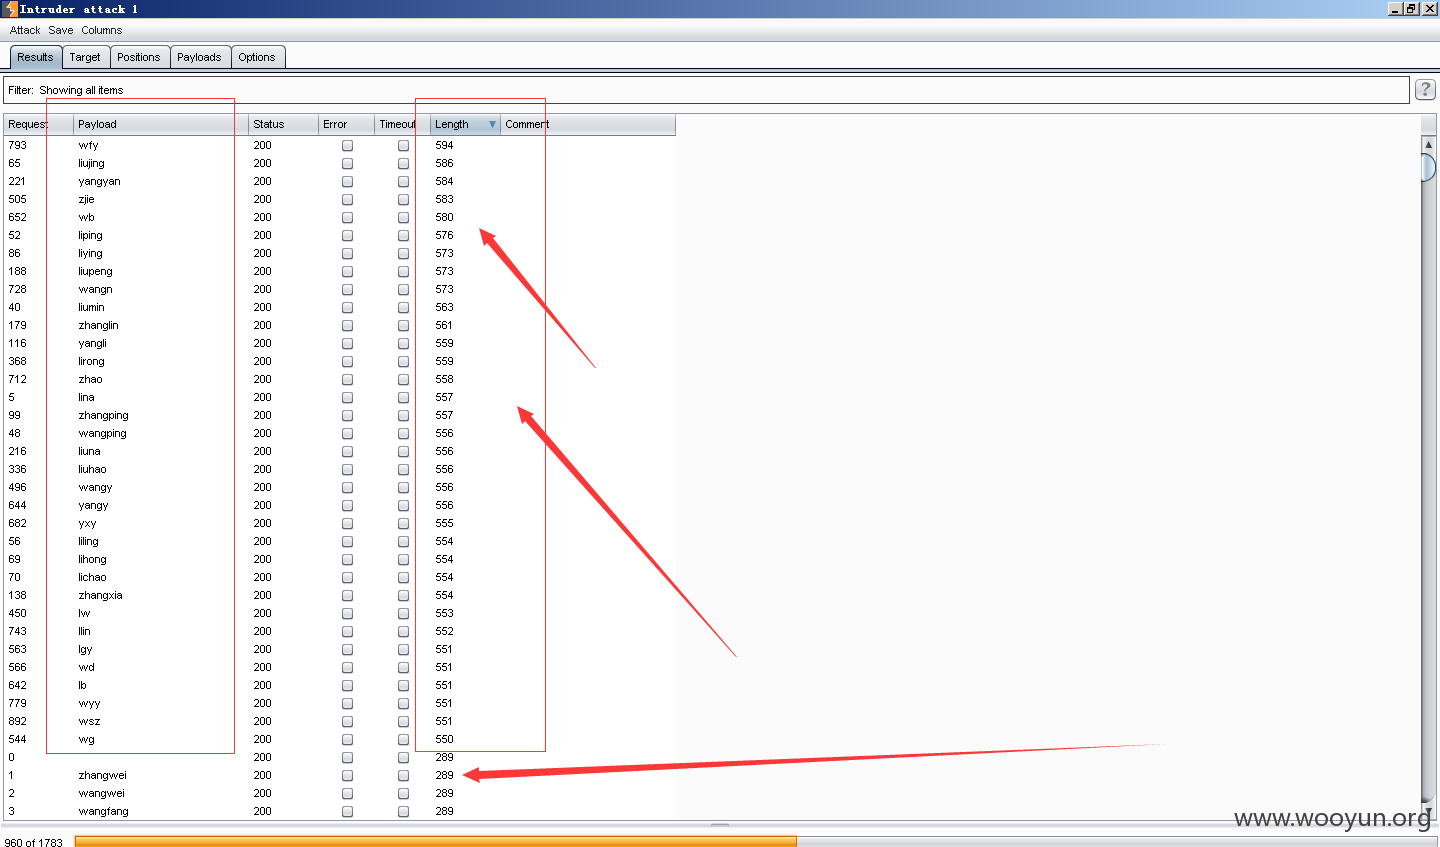 Intruder attack 1
Attack Save Columns
Results Target Positions Payloads Options
Filter: Showing all items ?
Request Payload Status Error Timeout Length Comment
793 wfy 200 594
65 liujing 200 586
221 yangyan 200 584
505 zjie 200 583
652 wb 200 580
52 liping 200 576
86 liying 200 573
188 liupeng 200 573
728 wangn 200 573
40 liumin 200 563
179 zhanglin 200 561
116 yangli 200 559
368 lirong 200 559
712 zhao 200 558
5 lina 200 557
99 zhangping 200 557
48 wangping 200 556
216 liuna 200 556
336 liuhao 200 556
496 wangy 200 556
644 yangy 200 556
682 yxy 200 555
56 liling 200 554
69 lihong 200 554
70 lichao 200 554
138 zhangxia 200 554
450 lw 200 553
743 llin 200 552
563 lgy 200 551
566 wd 200 551
642 lb 200 551
779 wyy 200 551
892 wsz 200 551
544 wg 200 550
0 200 289
1 zhangwei 200 289
2 wangwei 200 289
3 wangfang 200 289
www.wooyun.org
960 of 1783